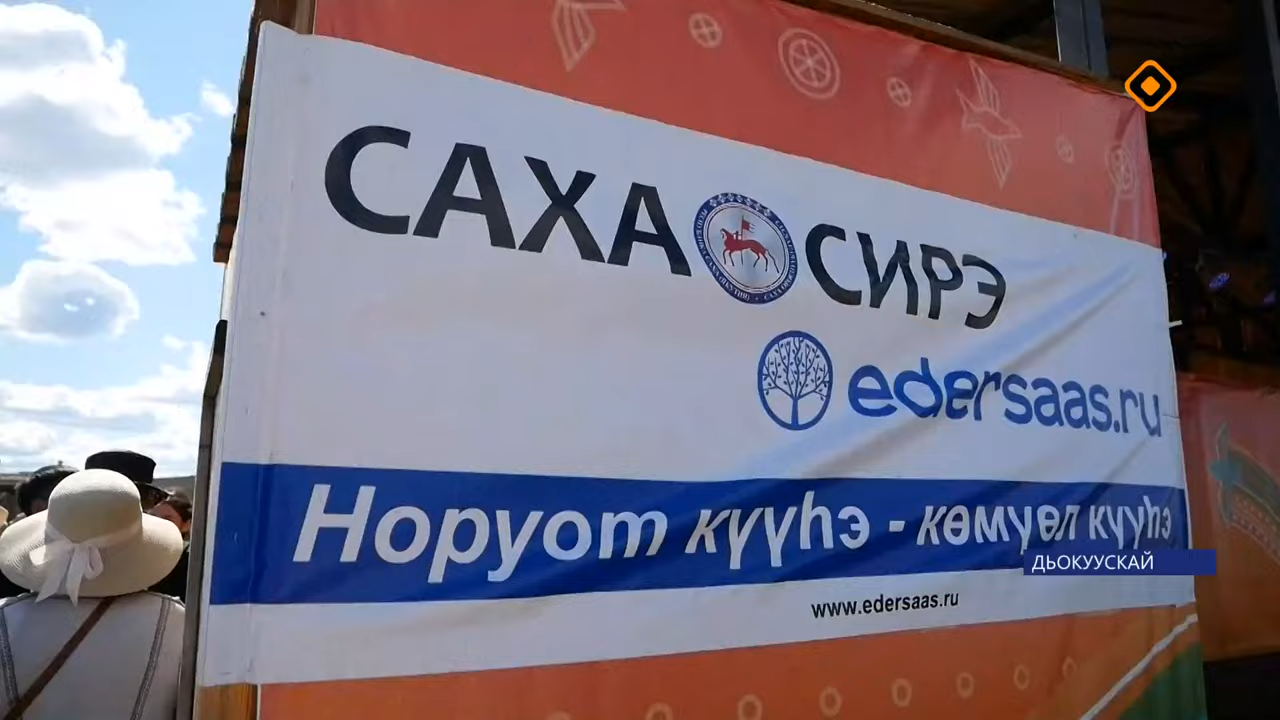 САХА СИРЭ
edersaas.ru
Норуот күүһэ - көмүөл күүһэ
ДЬОКУУСКАЙ
www.edersaas.ru